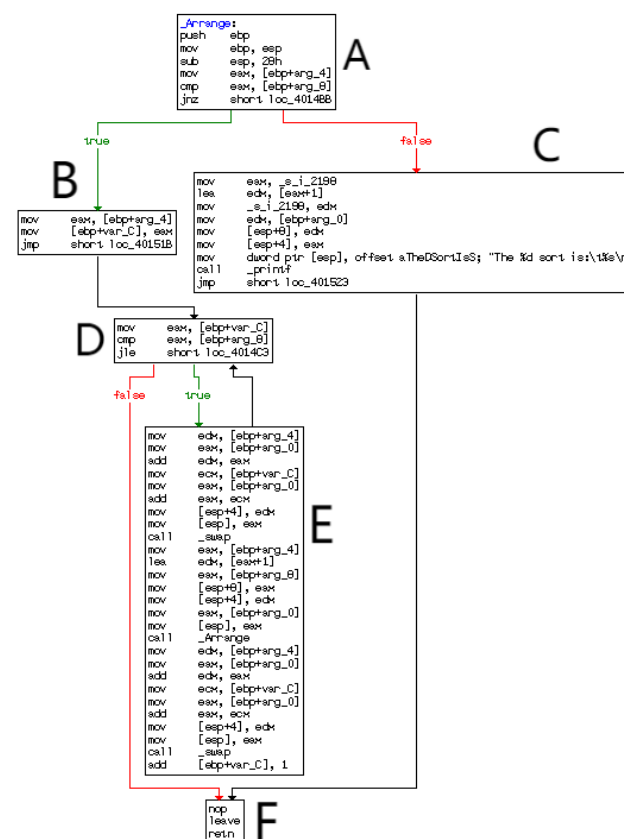 _Arrange:
push ebp
mov ebp, esp
sub esp, 28h
mov eax, [ebp+arg_4]
cmp eax, [ebp+arg_8]
jnz short loc_4014BB
A
true
false
C
B
mov eax, _s_i_2198
lea edx, [eax+1]
mov _s_i_2198, edx
mov edx, [ebp+arg_0]
mov [esp+8], edx
mov [esp+4], eax
mov dword ptr [esp], offset aTheDSortIsS; "The %d sort is:\t%s\n
call _printf
jmp short loc_401523
mov eax, [ebp+arg_4]
mov [ebp+var_C], eax
jmp short loc_40151B
D
mov eax, [ebp+var_C]
cmp eax, [ebp+arg_8]
jle short loc_4014C3
false
true
mov edx, [ebp+arg_4]
mov eax, [ebp+arg_0]
add edx, eax
mov ecx, [ebp+var_C]
mov eax, [ebp+arg_0]
add eax, ecx
mov [esp+4], edx
mov [esp], eax
call _swap
mov eax, [ebp+arg_4]
lea edx, [eax+1]
mov eax, [ebp+arg_8]
mov [esp+8], eax
mov [esp+4], edx
mov eax, [ebp+arg_0]
mov [esp], eax
call _Arrange
mov edx, [ebp+arg_4]
mov eax, [ebp+arg_0]
add edx, eax
mov ecx, [ebp+var_C]
mov eax, [ebp+arg_0]
add eax, ecx
mov [esp+4], edx
mov [esp], eax
call _swap
add [ebp+var_C], 1
E
nop
leave
retn
F